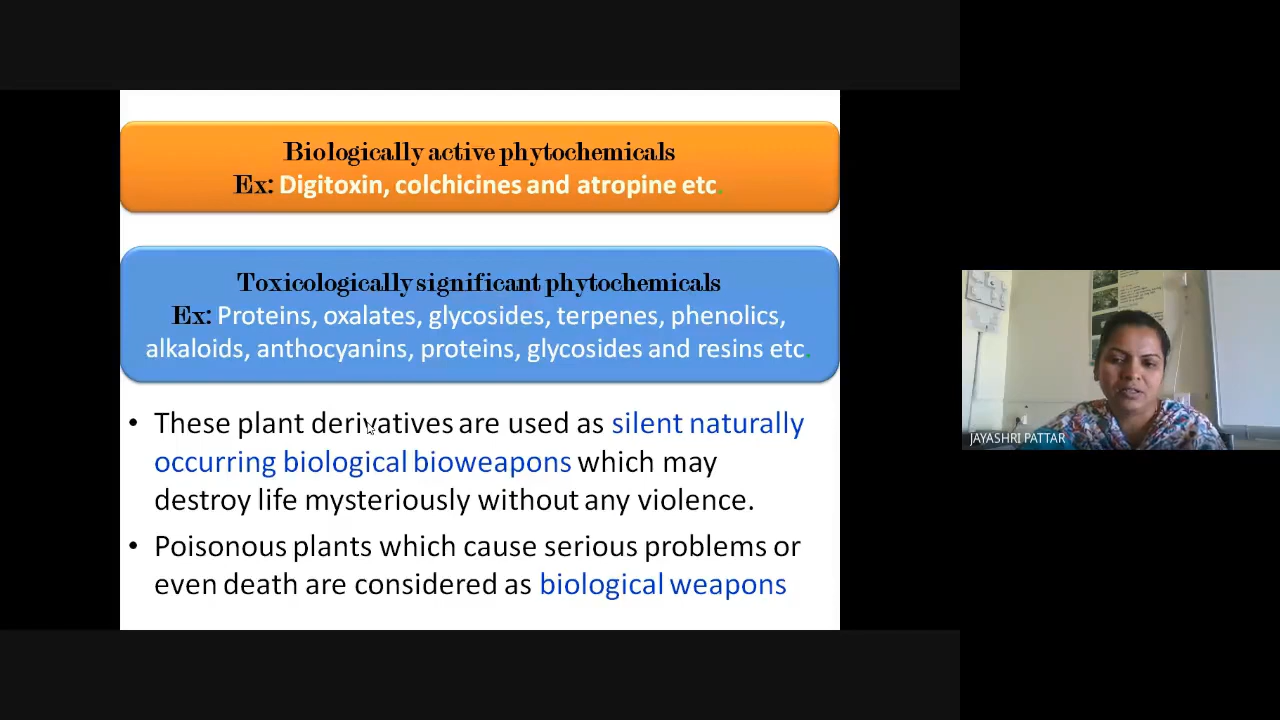 Biologically active phytochemicals
Ex: Digitoxin, colchicines and atropine etc.
Toxicologically significant phytochemicals
Ex: Proteins, oxalates, glycosides, terpenes, phenolics,
alkaloids, anthocyanins, proteins, glycosides and resins etc.
• These plant derivatives are used as silent naturally
occurring biological bioweapons which may
destroy life mysteriously without any violence.
• Poisonous plants which cause serious problems or
even death are considered as biological weapons
JAYASHRI PATTAR